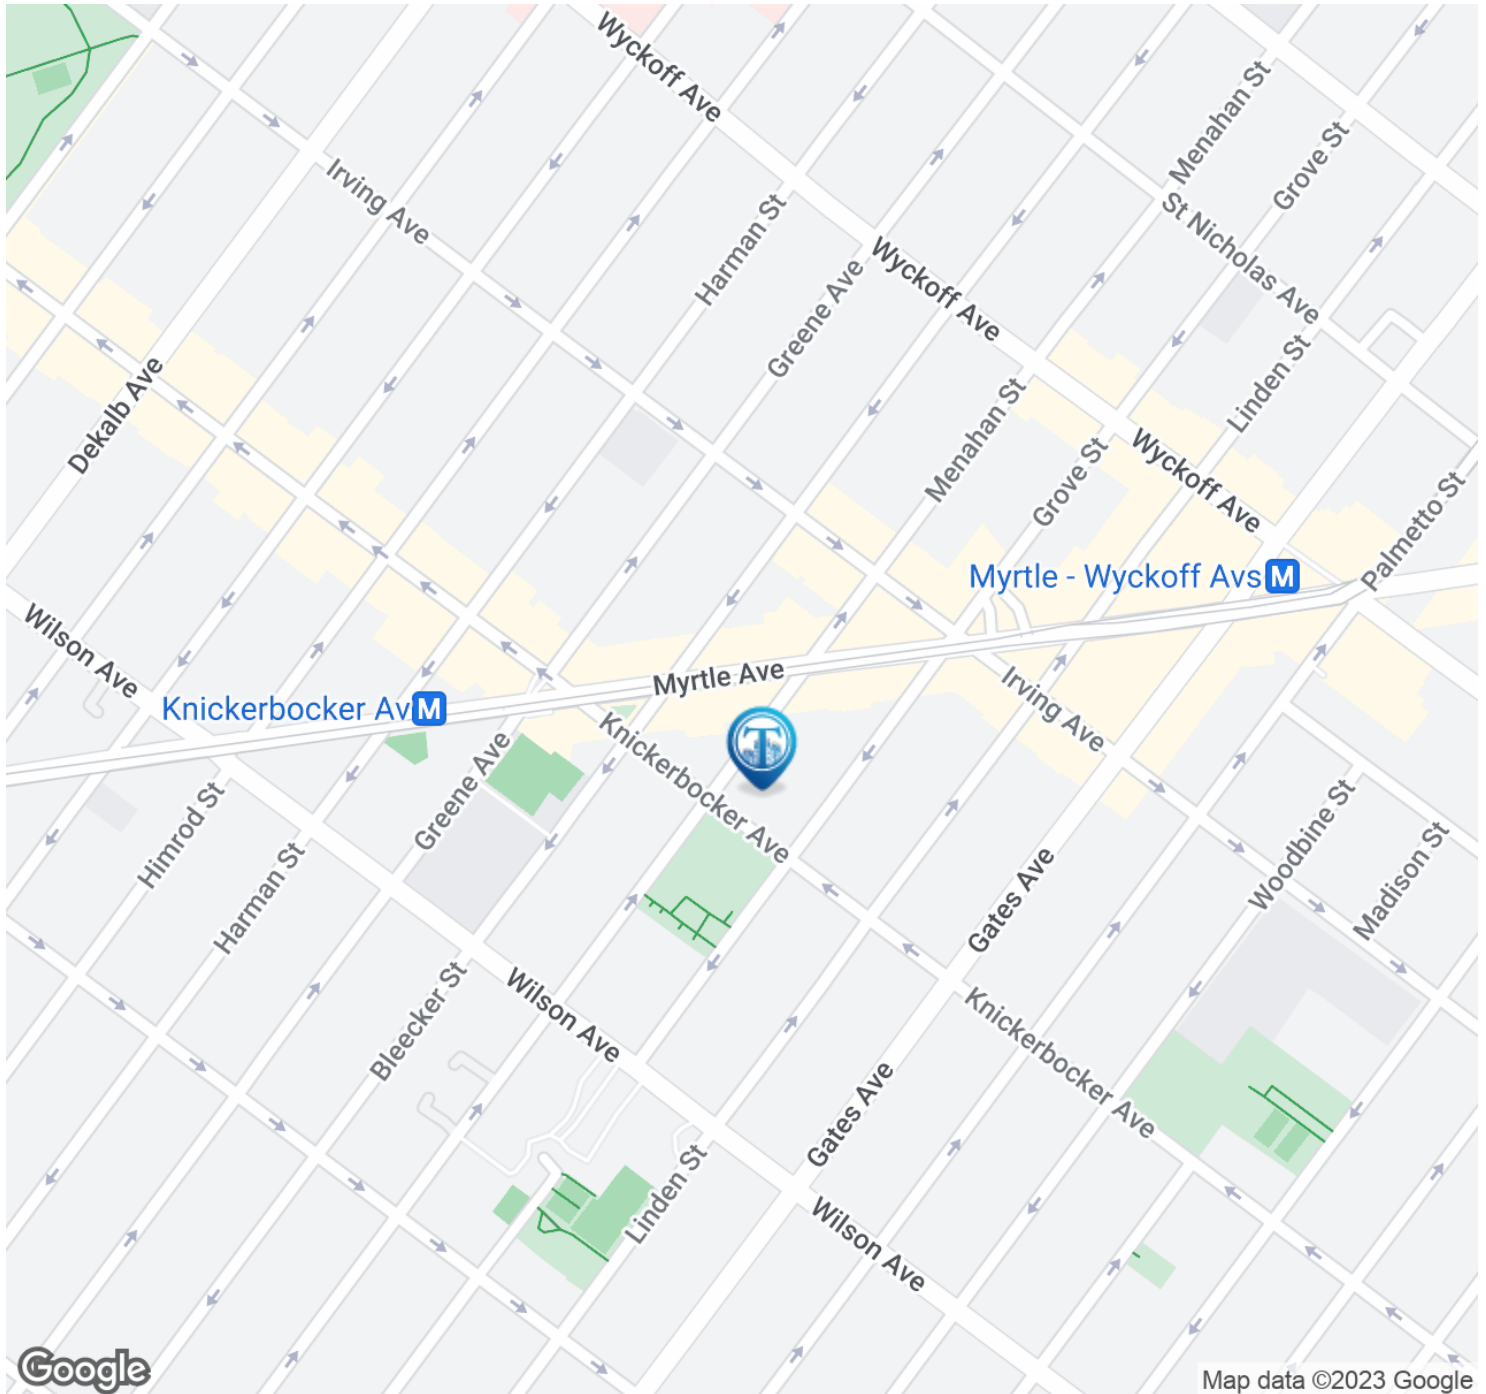 Wyckoff Ave
Menahan St
Grove St
Irving Ave
Harman St
St Nicholas Ave
Greene Ave
Wyckoff Ave
Dekalb Ave
Linden St
Menahan St
Grove St
Wyckoff Ave
Palmetto St
Myrtle - Wyckoff Avs M
Wilson Ave
Myrtle Ave
Knickerbocker Av M
Irving Ave
Knickerbocker Ave
Greene Ave
Himrod St
Harman St
Woodbine St
Madison St
Gates Ave
Bleecker St
Wilson Ave
Knickerbocker Ave
Gates Ave
Linden St
Wilson Ave
T
Google
Map data ©2023 Google